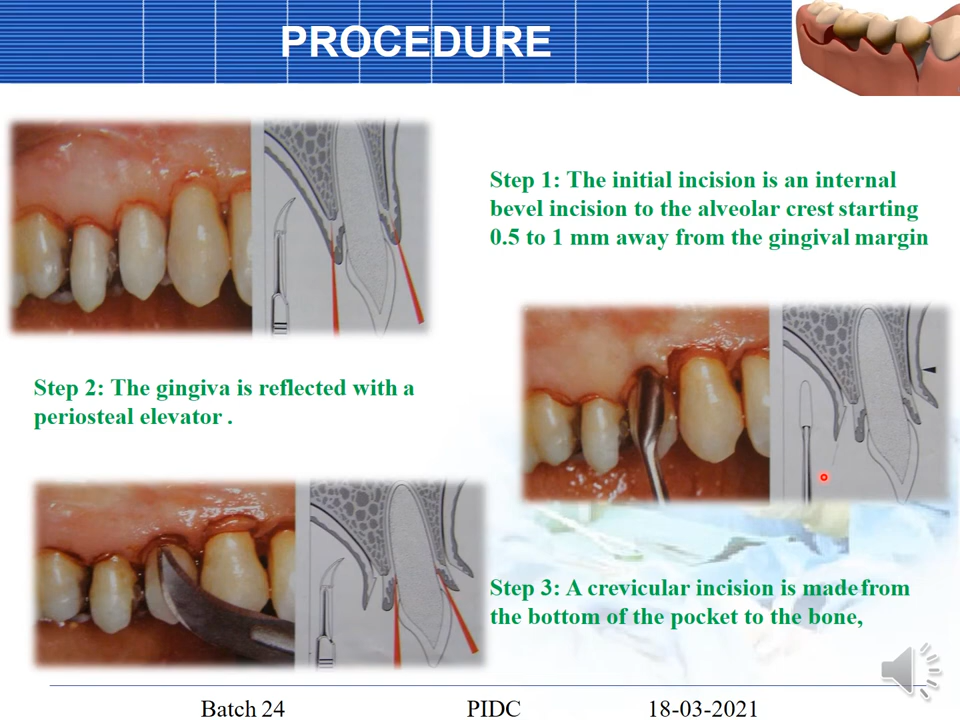 PROCEDURE
Step 1: The initial incision is an internal
bevel incision to the alveolar crest starting
0.5 to 1 mm away from the gingival margin
Step 2: The gingiva is reflected with a
periosteal elevator .
Step 3: A crevicular incision is made from
the bottom of the pocket to the bone,
Batch 24 PIDC 18-03-2021